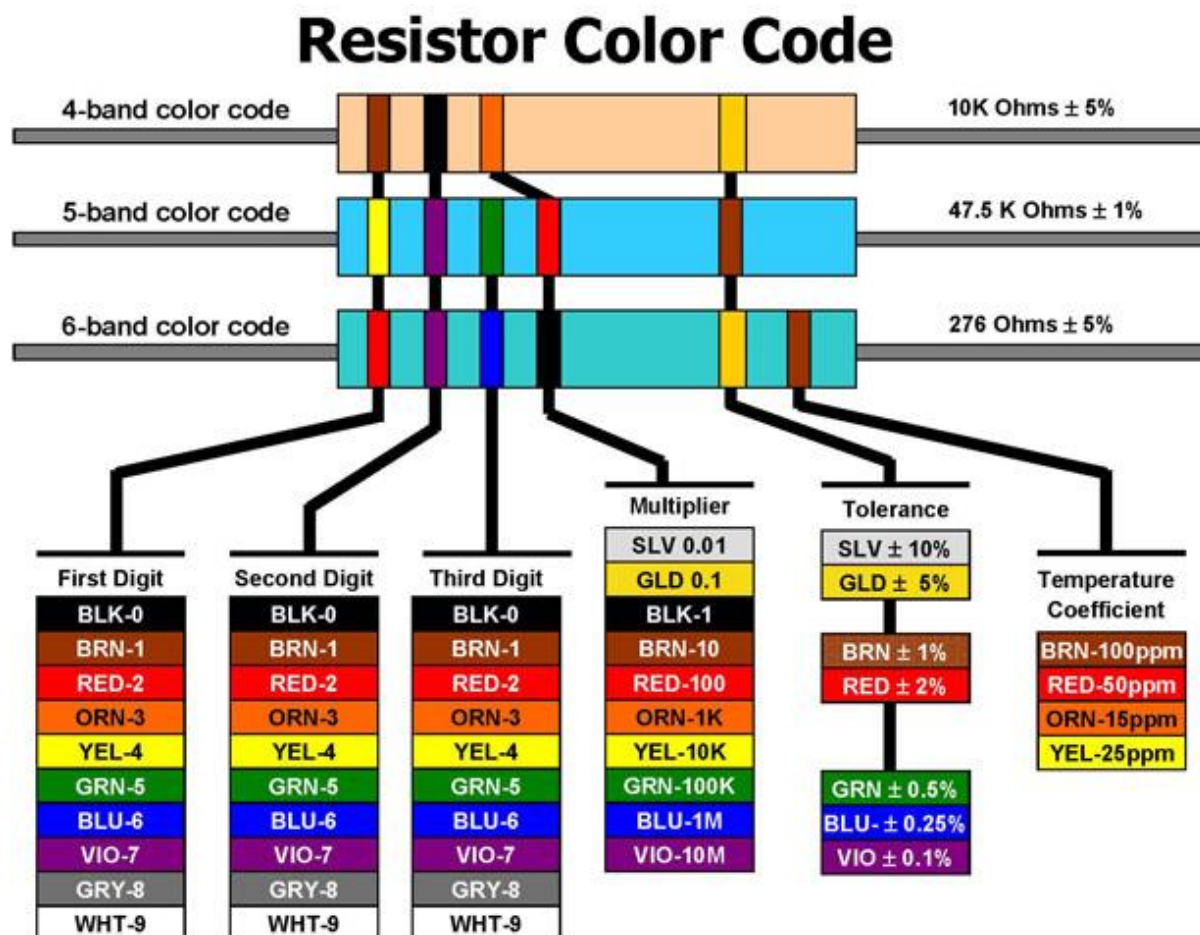 Resistor Color Code
4-band color code
10K Ohms ± 5%
5-band color code
47.5 K Ohms ± 1%
6-band color code
276 Ohms ± 5%
First Digit
BLK-0
BRN-1
RED-2
ORN-3
YEL-4
GRN-5
BLU-6
VIO-7
GRY-8
WHT-9
Second Digit
BLK-0
BRN-1
RED-2
ORN-3
YEL-4
GRN-5
BLU-6
VIO-7
GRY-8
WHT-9
Third Digit
BLK-0
BRN-1
RED-2
ORN-3
YEL-4
GRN-5
BLU-6
VIO-7
GRY-8
WHT-9
Multiplier
SLV 0.01
GLD 0.1
BLK-1
BRN-10
RED-100
ORN-1K
YEL-10K
GRN-100K
BLU-1M
VIO-10M
Tolerance
SLV ± 10%
GLD ± 5%
BRN ± 1%
RED ± 2%
GRN ± 0.5%
BLU- ± 0.25%
VIO ± 0.1%
Temperature
Coefficient
BRN-100ppm
RED-50ppm
ORN-15ppm
YEL-25ppm